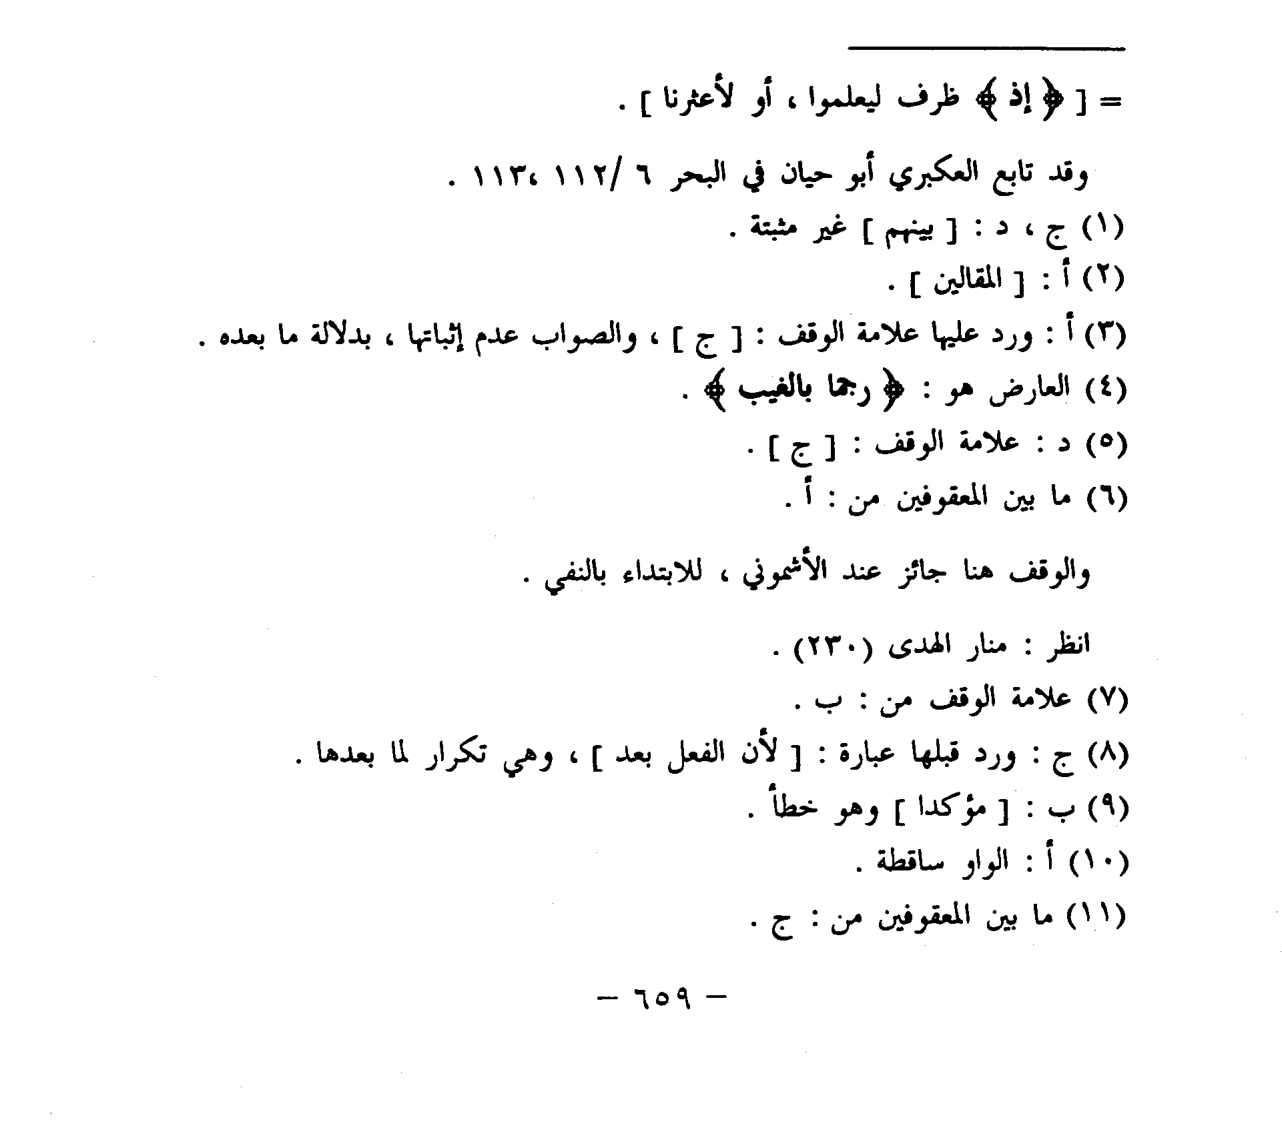 = [ ﴿ إذ ﴾ ظرف ليعلموا ، أو لأعثرنا ] .
وقد تابع العكبري أبو حيان في البحر ٦ /١١٢ ،١١٣ .
(١) ج ، د : [ بينهم ] غير مثبتة .
(٢) أ : [ المقالين ] .
(٣) أ : ورد عليها علامة الوقف : [ ج ] ، والصواب عدم إثباتها ، بدلالة ما بعده .
(٤) العارض هو : ﴿ رجما بالغيب ﴾ .
(٥) د : علامة الوقف : [ ج ] .
(٦) ما بين المعقوفين من : أ .
والوقف هنا جائز عند الأشموني ، للابتداء بالنفي .
انظر : منار الهدى (٢٣٠) .
(٧) علامة الوقف من : ب .
(٨) ج : ورد قبلها عبارة : [ لأن الفعل بعد ] ، وهي تكرار لما بعدها .
(٩) ب : [ مؤكدا ] وهو خطأ .
(١٠) أ : الواو ساقطة .
(١١) ما بين المعقوفين من : ج .
– ٦٥٩ –